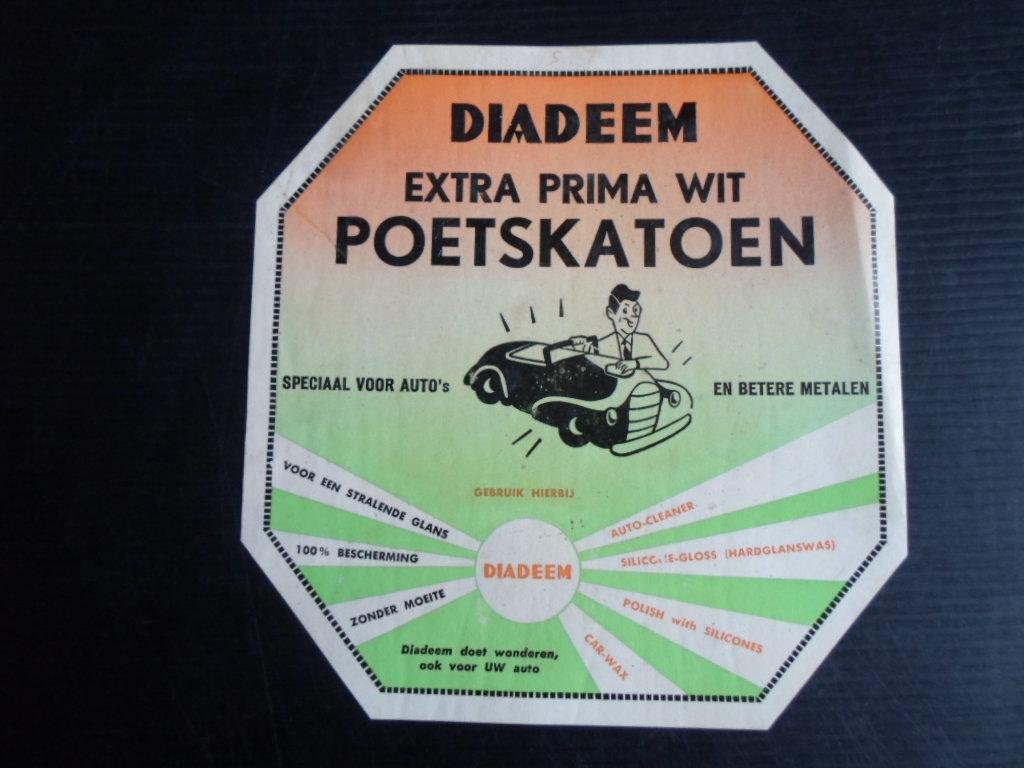 DIADEEM
EXTRA PRIMA WIT
POETSKATOEN
SPECIAAL VOOR AUTO's
EN BETERE METALEN
GEBRUIK HIERBIJ
VOOR EEN STRALENDE GLANS
100% BESCHERMING
ZONDER MOEITE
DIADEEM
AUTO-CLEANER
(HARDGLANSWAS)
POLISH with SILICONES
CAR-WAX
Diadeem doet wonderen,
ook voor UW auto